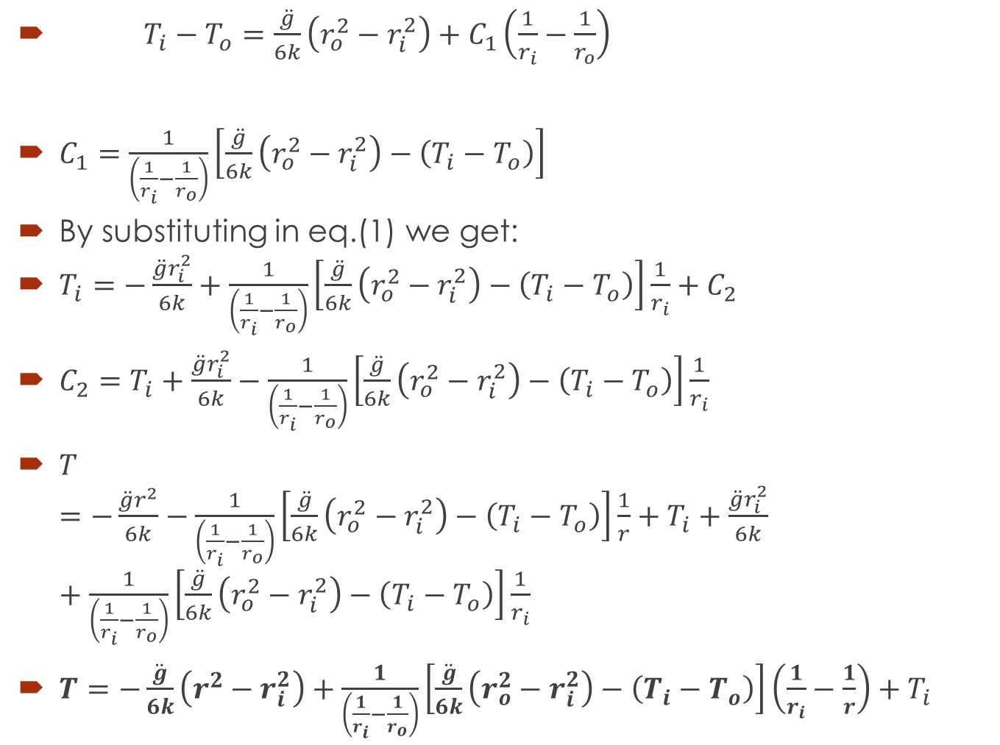 $T_i - T_o = \frac{\ddot{g}}{6k}\left(r_o^2 - r_i^2\right) + C_1\left(\frac{1}{r_i} - \frac{1}{r_o}\right)$
$C_1 = \frac{1}{\left(\frac{1}{r_i} - \frac{1}{r_o}\right)}\left[\frac{\ddot{g}}{6k}\left(r_o^2 - r_i^2\right) - (T_i - T_o)\right]$
By substituting in eq.(1) we get:
$T_i = -\frac{\ddot{g}r_i^2}{6k} + \frac{1}{\left(\frac{1}{r_i} - \frac{1}{r_o}\right)}\left[\frac{\ddot{g}}{6k}\left(r_o^2 - r_i^2\right) - (T_i - T_o)\right]\frac{1}{r_i} + C_2$
$C_2 = T_i + \frac{\ddot{g}r_i^2}{6k} - \frac{1}{\left(\frac{1}{r_i} - \frac{1}{r_o}\right)}\left[\frac{\ddot{g}}{6k}\left(r_o^2 - r_i^2\right) - (T_i - T_o)\right]\frac{1}{r_i}$
$T$
$= -\frac{\ddot{g}r^2}{6k} - \frac{1}{\left(\frac{1}{r_i} - \frac{1}{r_o}\right)}\left[\frac{\ddot{g}}{6k}\left(r_o^2 - r_i^2\right) - (T_i - T_o)\right]\frac{1}{r} + T_i + \frac{\ddot{g}r_i^2}{6k}$
$+ \frac{1}{\left(\frac{1}{r_i} - \frac{1}{r_o}\right)}\left[\frac{\ddot{g}}{6k}\left(r_o^2 - r_i^2\right) - (T_i - T_o)\right]\frac{1}{r_i}$
$T = -\frac{\ddot{g}}{6k}\left(r^2 - r_i^2\right) + \frac{1}{\left(\frac{1}{r_i} - \frac{1}{r_o}\right)}\left[\frac{\ddot{g}}{6k}\left(r_o^2 - r_i^2\right) - (T_i - T_o)\right]\left(\frac{1}{r_i} - \frac{1}{r}\right) + T_i$